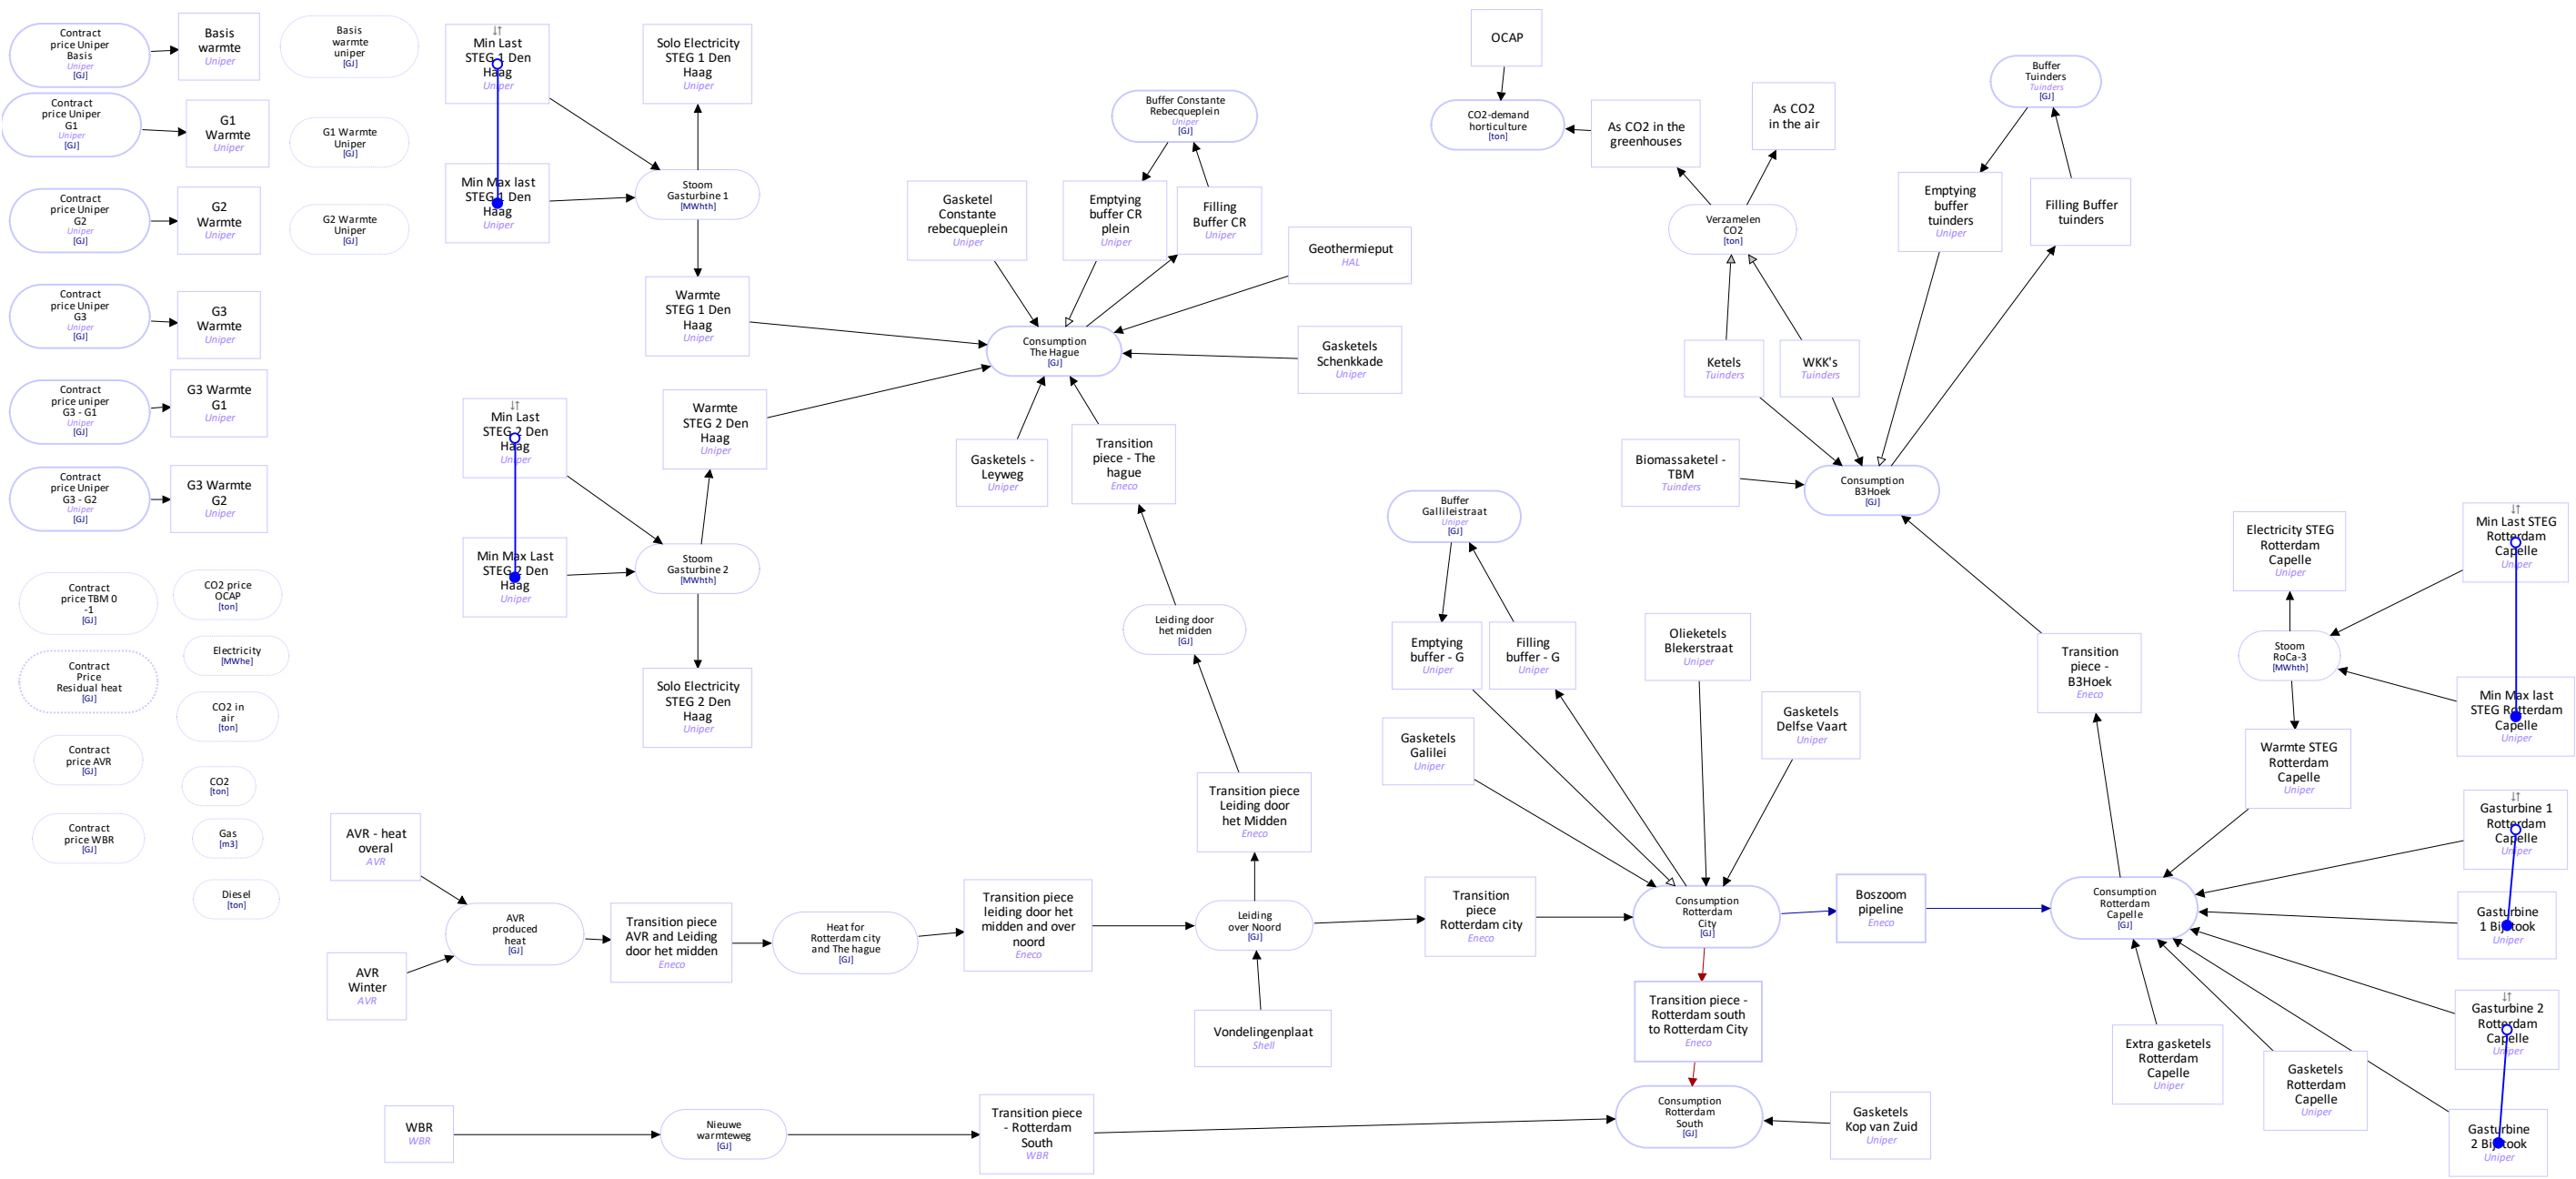 Contract
price Uniper
Basis
Uniper
[GJ]
Basis
warmte
Uniper
Basis
warmte
uniper
[GJ]
Contract
price Uniper
G1
Uniper
[GJ]
G1
Warmte
Uniper
G1 Warmte
Uniper
[GJ]
Contract
price Uniper
G2
Uniper
[GJ]
G2
Warmte
Uniper
G2 Warmte
Uniper
[GJ]
Contract
price Uniper
G3
Uniper
[GJ]
G3
Warmte
Uniper
Contract
price uniper
G3 - G1
Uniper
[GJ]
G3 Warmte
G1
Uniper
Contract
price Uniper
G3 - G2
Uniper
[GJ]
G3 Warmte
G2
Uniper
Contract
price TBM 0
-1
[GJ]
CO2 price
OCAP
[ton]
Electricity
[MWhe]
Contract
Price
Residual heat
[GJ]
CO2 in
air
[ton]
Contract
price AVR
[GJ]
CO2
[ton]
Contract
price WBR
[GJ]
Gas
[m3]
Diesel
[ton]
Min Last
STEG 1 Den
Haag
Uniper
Min Max last
STEG 1 Den
Haag
Uniper
Solo Electricity
STEG 1 Den
Haag
Uniper
Stoom
Gasturbine 1
[MWhth]
Warmte
STEG 1 Den
Haag
Uniper
Min Last
STEG 2 Den
Haag
Uniper
Min Max Last
STEG 2 Den
Haag
Uniper
Warmte
STEG 2 Den
Haag
Uniper
Stoom
Gasturbine 2
[MWhth]
Solo Electricity
STEG 2 Den
Haag
Uniper
Buffer Constante
Rebecqueplein
Uniper
[GJ]
Gasketel
Constante
rebecqueplein
Uniper
Emptying
buffer CR
plein
Uniper
Filling
Buffer CR
Uniper
Geothermieput
HAL
Consumption
The Hague
[GJ]
Gasketels
Schenkkade
Uniper
Gasketels -
Leyweg
Uniper
Transition
piece - The
hague
Eneco
Leiding door
het midden
[GJ]
Transition piece
Leiding door
het Midden
Eneco
AVR - heat
overal
AVR
AVR
Winter
AVR
AVR
produced
heat
[GJ]
Transition piece
AVR and Leiding
door het midden
Eneco
Heat for
Rotterdam city
and The hague
[GJ]
Transition piece
leiding door het
midden and over
noord
Eneco
Leiding
over Noord
[GJ]
Vondelingenplaat
Shell
Transition
piece
Rotterdam city
Eneco
WBR
WBR
Nieuwe
warmteweg
[GJ]
Transition piece
- Rotterdam
South
WBR
OCAP
CO2-demand
horticulture
[ton]
As CO2 in the
greenhouses
As CO2
in the air
Verzamelen
CO2
[ton]
Ketels
Tuinders
WKK's
Tuinders
Buffer
Tuinders
Tuinders
[GJ]
Emptying
buffer
tuinders
Uniper
Filling Buffer
tuinders
Biomassaketel -
TBM
Tuinders
Consumption
B3Hoek
[GJ]
Buffer
Gallileistraat
Uniper
[GJ]
Emptying
buffer - G
Uniper
Filling
buffer - G
Uniper
Olieketels
Blekerstraat
Uniper
Gasketels
Galilei
Uniper
Gasketels
Delfse Vaart
Uniper
Consumption
Rotterdam
City
[GJ]
Boszoom
pipeline
Eneco
Transition piece -
Rotterdam south
to Rotterdam City
Eneco
Consumption
Rotterdam
South
[GJ]
Gasketels
Kop van Zuid
Uniper
Transition
piece -
B3Hoek
Eneco
Consumption
Rotterdam
Capelle
[GJ]
Electricity STEG
Rotterdam
Capelle
Uniper
Stoom
RoCa-3
[MWhth]
Warmte STEG
Rotterdam
Capelle
Uniper
Min Last STEG
Rotterdam
Capelle
Uniper
Min Max last
STEG Rotterdam
Capelle
Uniper
Gasturbine 1
Rotterdam
Capelle
Uniper
Gasturbine
1 Bijstook
Uniper
Gasturbine 2
Rotterdam
Capelle
Uniper
Gasturbine
2 Bijstook
Uniper
Extra gasketels
Rotterdam
Capelle
Uniper
Gasketels
Rotterdam
Capelle
Uniper